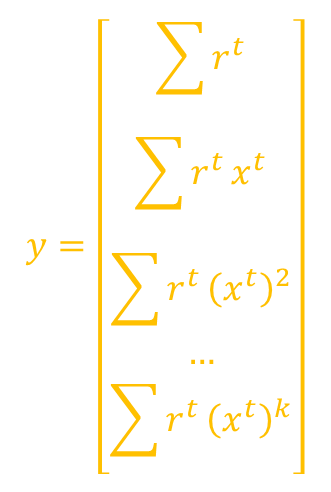 ∑ r^t
∑ r^t x^t
y = ∑ r^t (x^t)^2
...
∑ r^t (x^t)^k